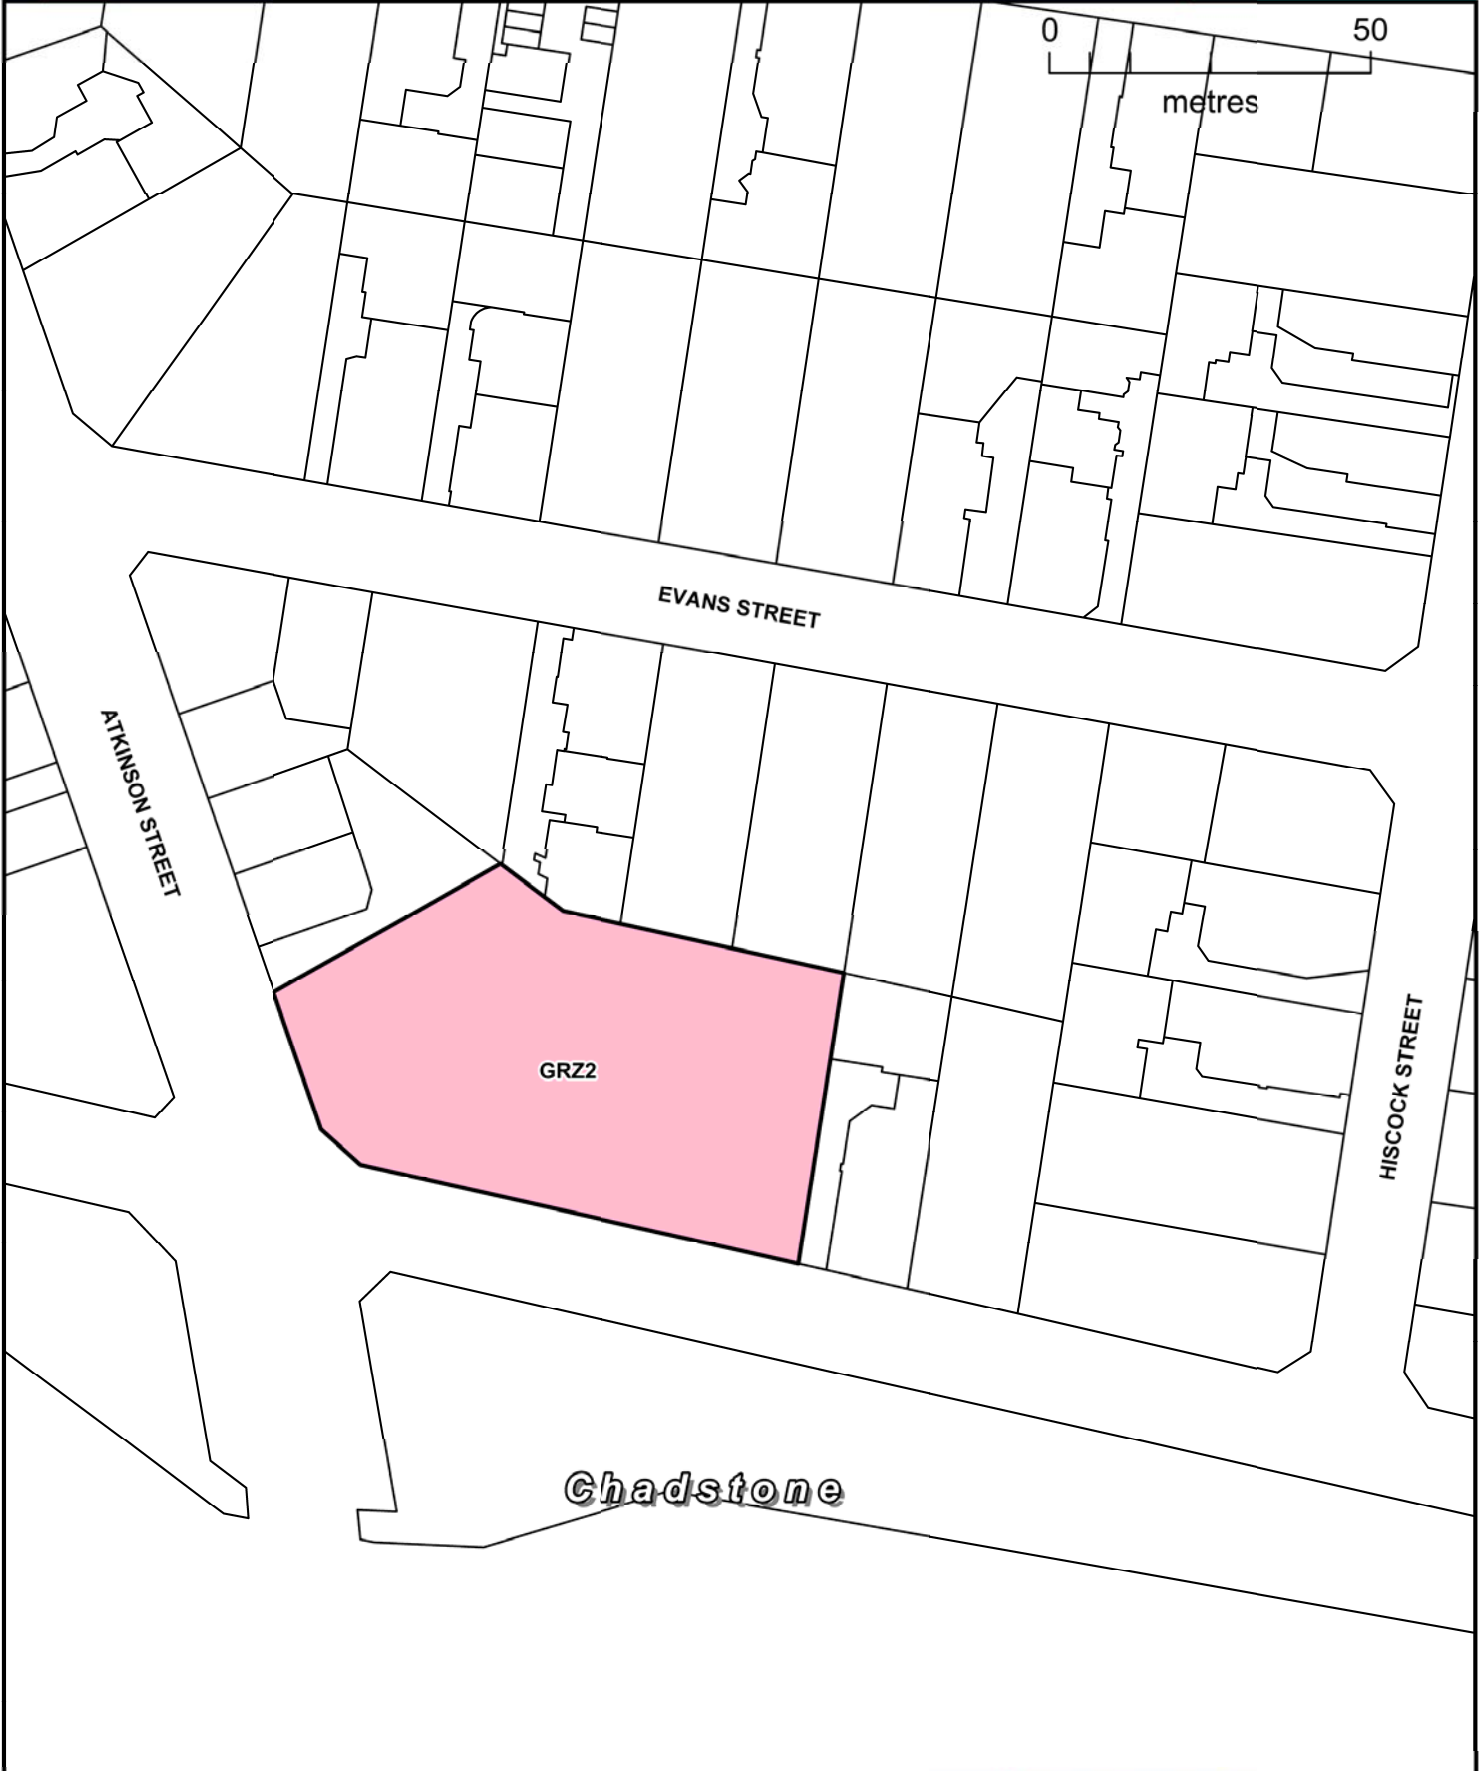 0 50
metres
EVANS STREET
ATKINSON STREET
GRZ2
HISCOCK STREET
Chadstone